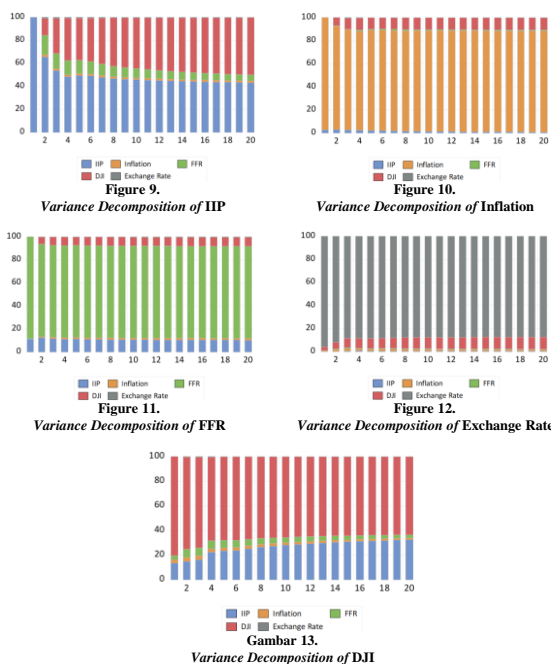 100
80
60
40
20
0
2 4 6 8 10 12 14 16 18 20
IIP Inflation FFR
DJI Exchange Rate
Figure 9.
Variance Decomposition of IIP
100
80
60
40
20
0
2 4 6 8 10 12 14 16 18 20
IIP Inflation FFR
DJI Exchange Rate
Figure 10.
Variance Decomposition of Inflation
100
80
60
40
20
0
2 4 6 8 10 12 14 16 18 20
IIP Inflation FFR
DJI Exchange Rate
Figure 11.
Variance Decomposition of FFR
100
80
60
40
20
0
2 4 6 8 10 12 14 16 18 20
IIP Inflation FFR
DJI Exchange Rate
Figure 12.
Variance Decomposition of Exchange Rate
100
80
60
40
20
0
2 4 6 8 10 12 14 16 18 20
IIP Inflation FFR
DJI Exchange Rate
Gambar 13.
Variance Decomposition of DJI